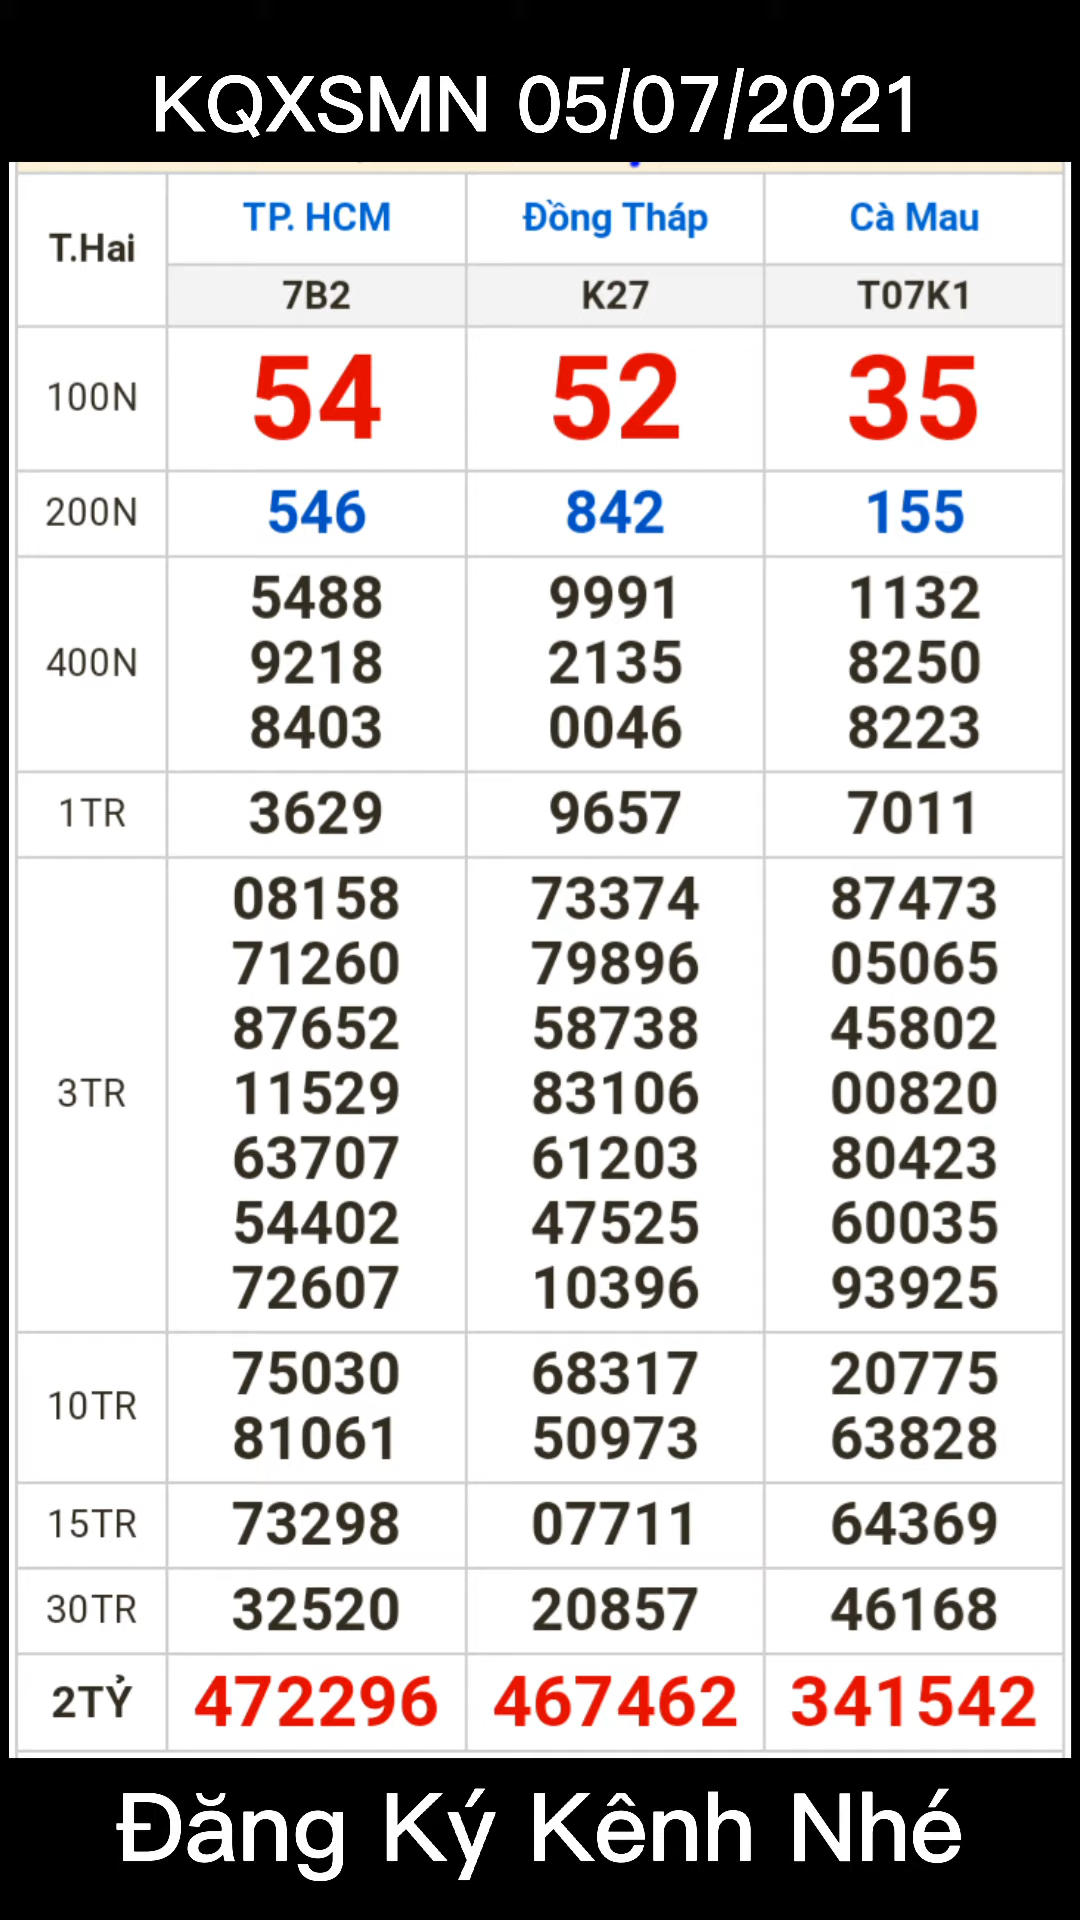 KQXSMN 05/07/2021
T.Hai TP. HCM Đồng Tháp Cà Mau
7B2 K27 T07K1
100N 54 52 35
200N 546 842 155
400N 5488 9991 1132
9218 2135 8250
8403 0046 8223
1TR 3629 9657 7011
3TR 08158 73374 87473
71260 79896 05065
87652 58738 45802
11529 83106 00820
63707 61203 80423
54402 47525 60035
72607 10396 93925
10TR 75030 68317 20775
81061 50973 63828
15TR 73298 07711 64369
30TR 32520 20857 46168
2TỶ 472296 467462 341542
Đăng Ký Kênh Nhé